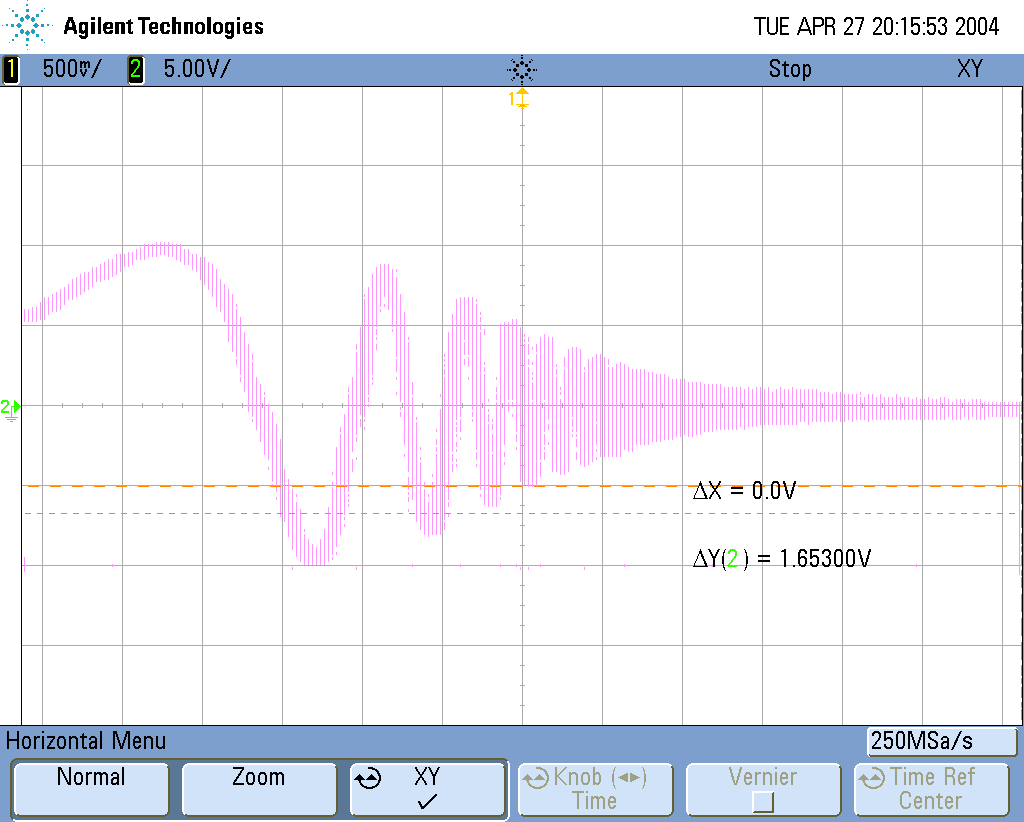 Agilent Technologies TUE APR 27 20:15:53 2004
1 500mV/ 2 5.00V/ Stop XY
1
2
ΔX = 0.0V
ΔY(2) = 1.65300V
Horizontal Menu 250MSa/s
Normal Zoom XY Knob (◄►) Vernier Time Ref
✓ Time Center